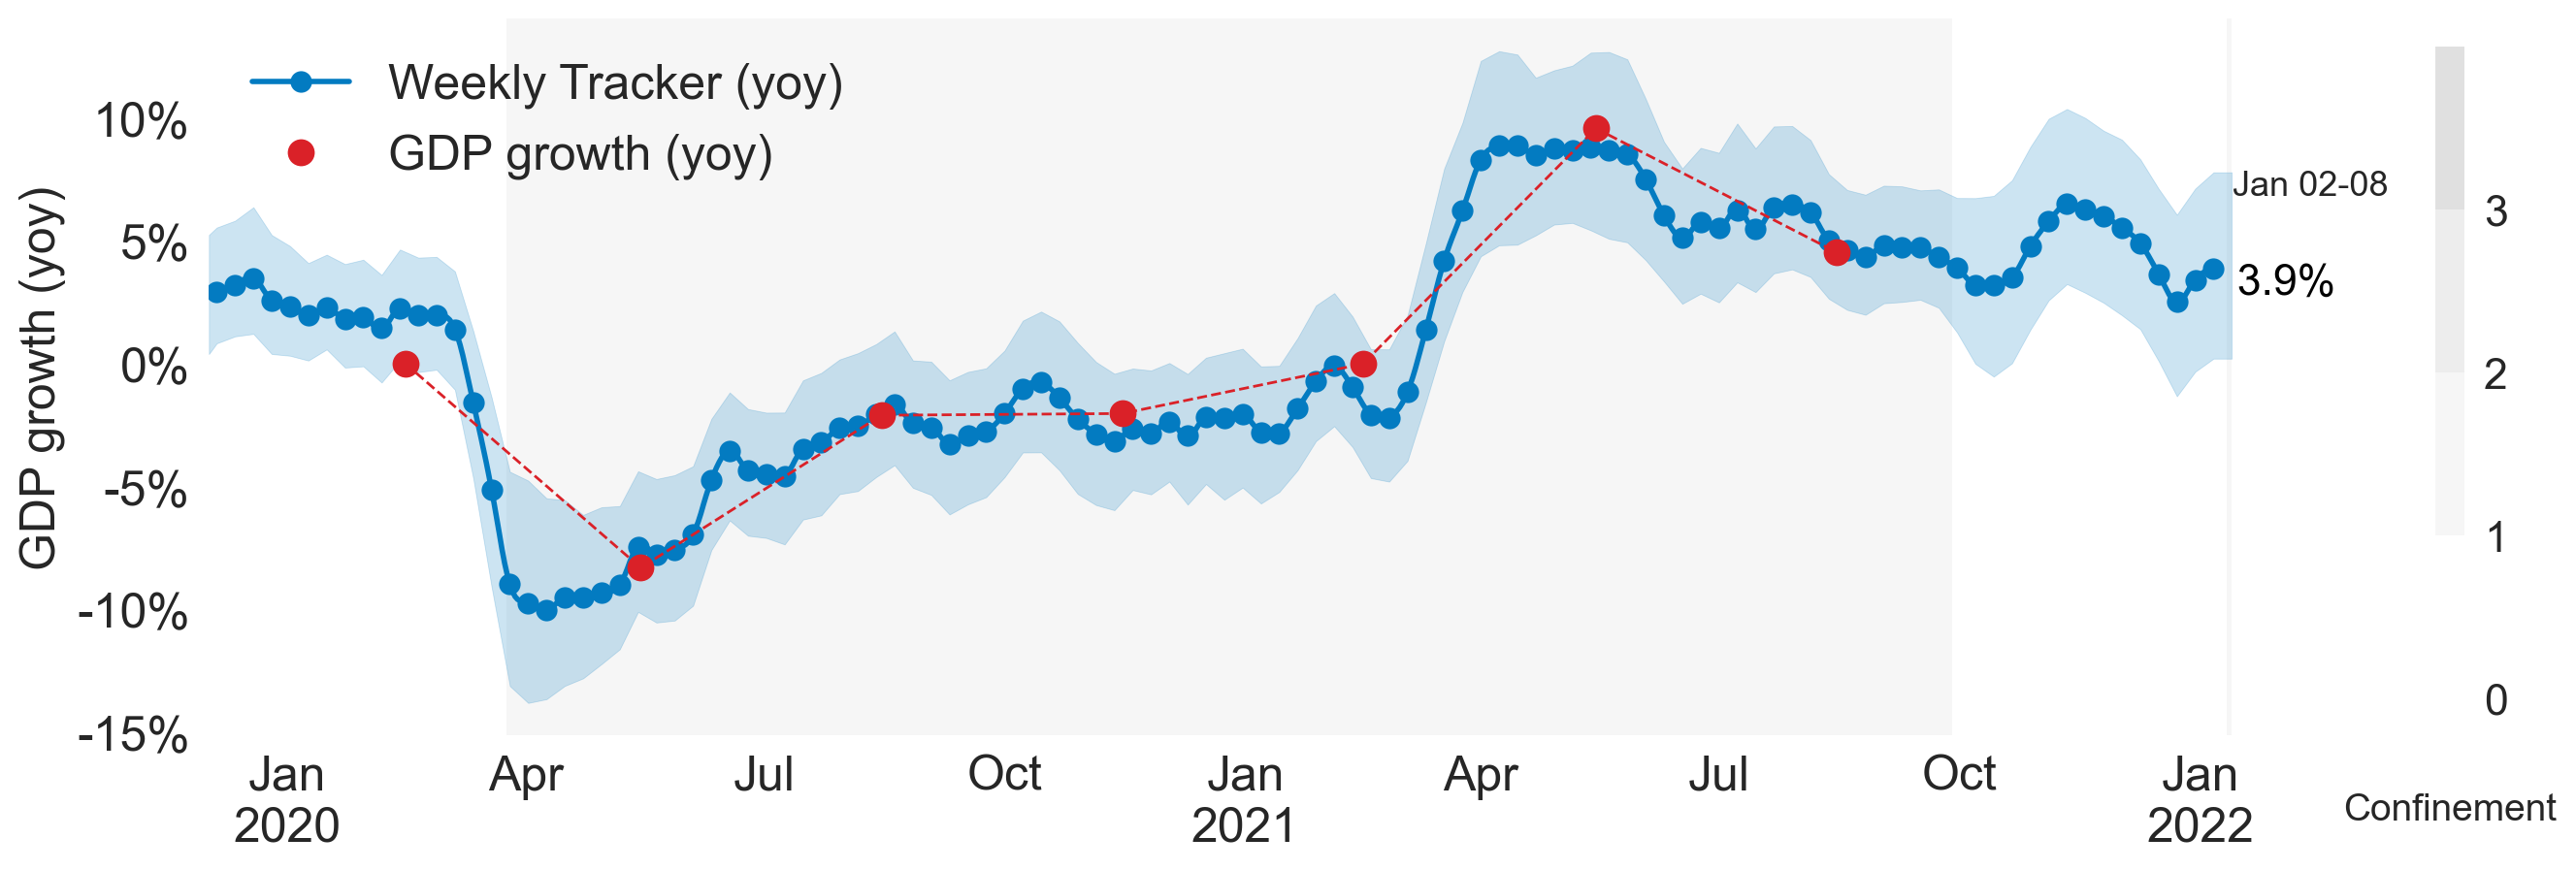 Weekly Tracker (yoy)
GDP growth (yoy)
GDP growth (yoy)
10%
5%
0%
-5%
-10%
-15%
Jan
2020
Apr
Jul
Oct
Jan
2021
Apr
Jul
Oct
Jan
2022
Jan 02-08
3.9%
3
2
1
0
Confinement